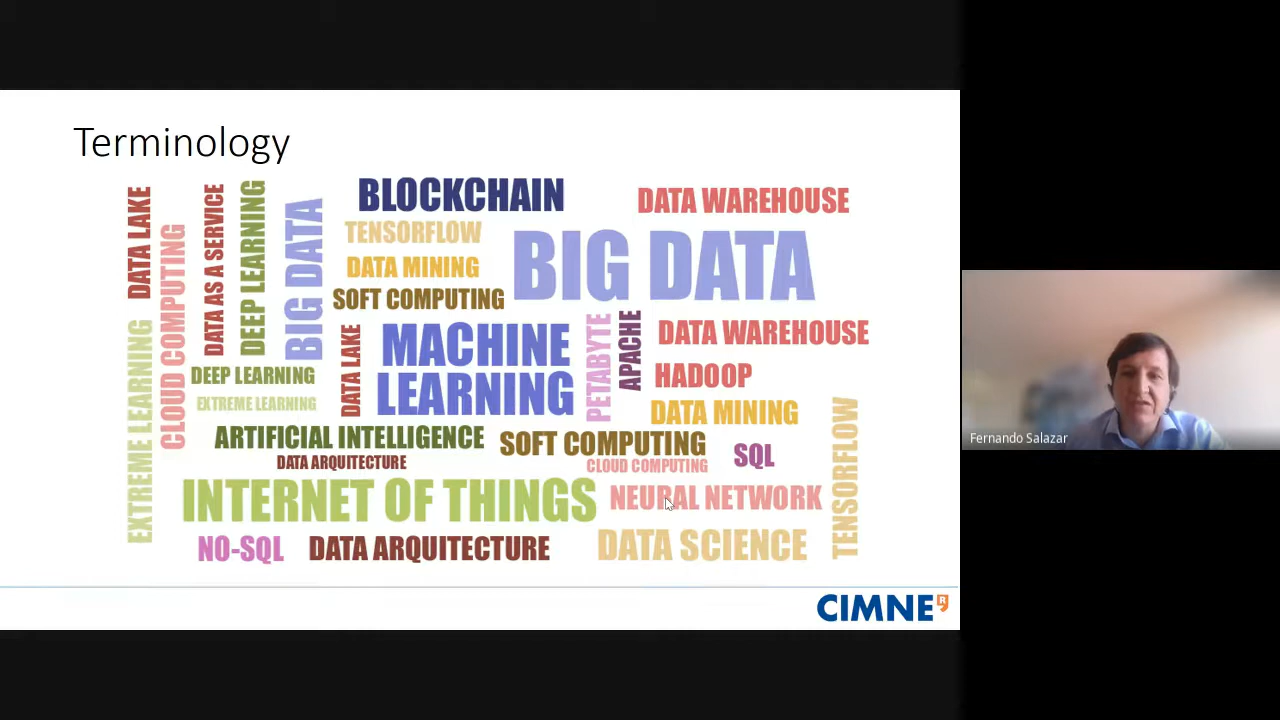 Terminology
DATA LAKE
CLOUD COMPUTING
DATA AS A SERVICE
DEEP LEARNING
BIG DATA
BLOCKCHAIN
DATA WAREHOUSE
TENSORFLOW
BIG DATA
DATA MINING
SOFT COMPUTING
EXTREME LEARNING
DATA LAKE
MACHINE
LEARNING
PETABYTE
APACHE
DATA WAREHOUSE
DEEP LEARNING
HADOOP
EXTREME LEARNING
DATA MINING
TENSORFLOW
ARTIFICIAL INTELLIGENCE
SOFT COMPUTING
SQL
DATA ARQUITECTURE
CLOUD COMPUTING
INTERNET OF THINGS
NEURAL NETWORK
NO-SQL
DATA ARQUITECTURE
DATA SCIENCE
CIMNE R
Fernando Salazar